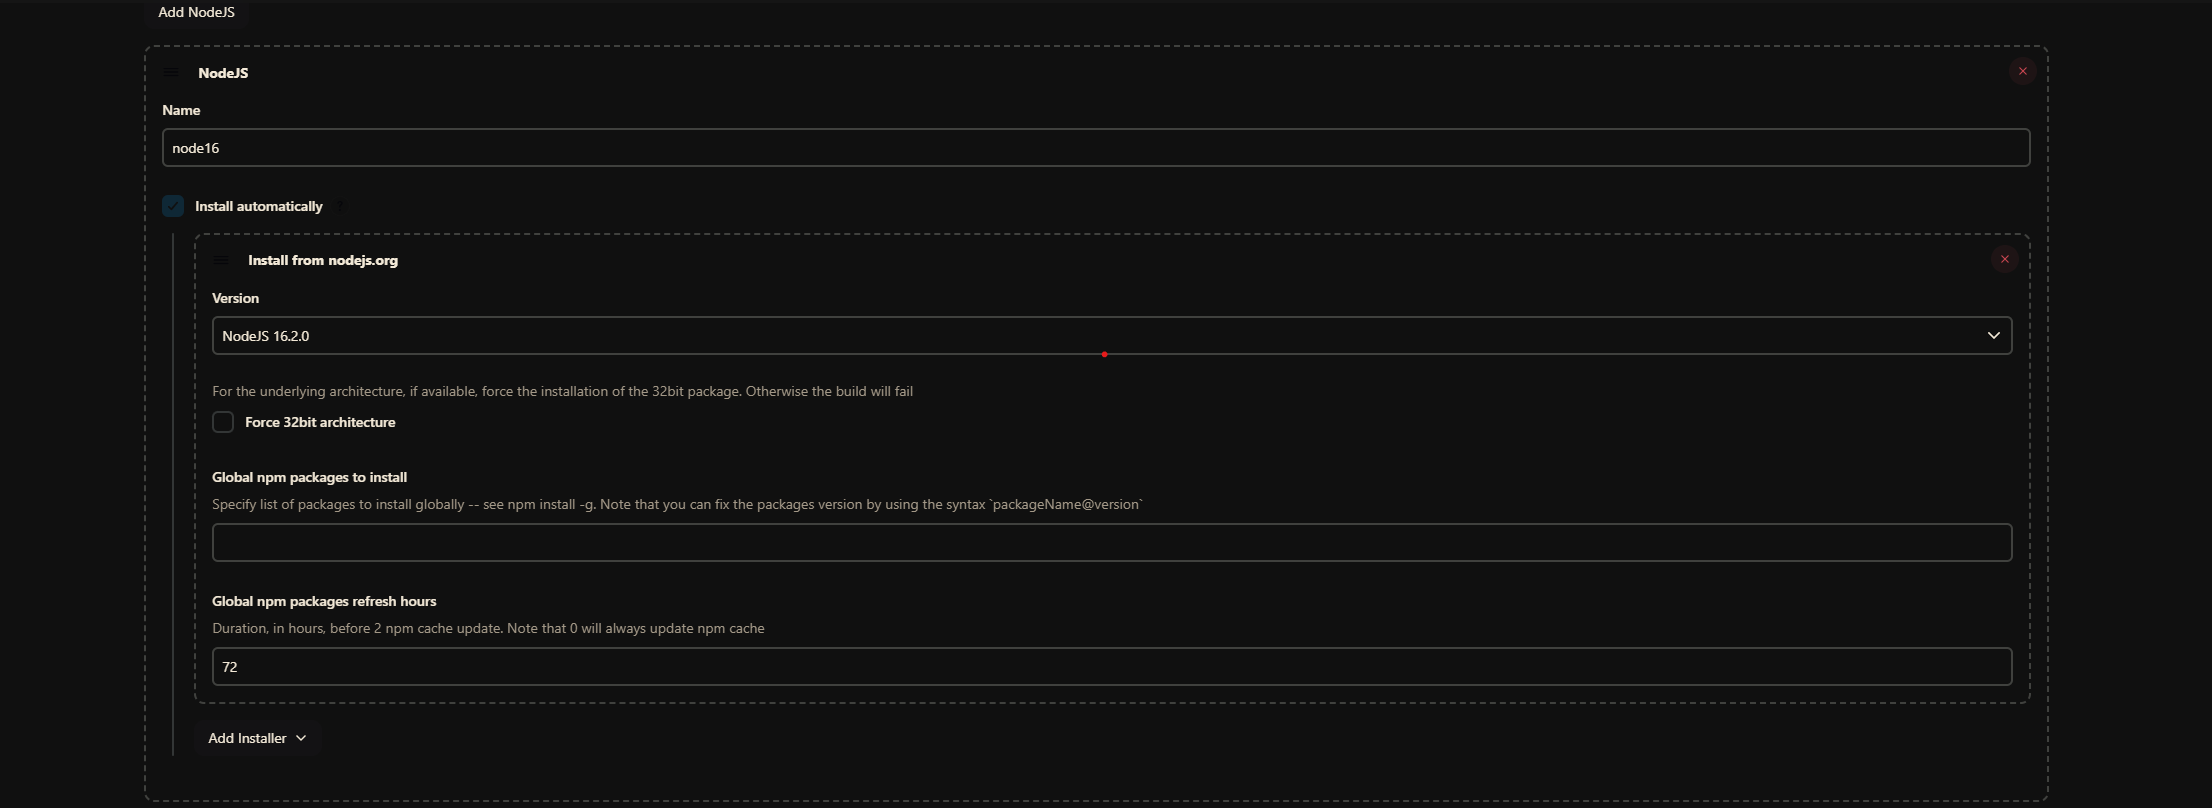 Add NodeJS
NodeJS
Name
node16
Install automatically
Install from nodejs.org
Version
NodeJS 16.2.0
For the underlying architecture, if available, force the installation of the 32bit package. Otherwise the build will fail
Force 32bit architecture
Global npm packages to install
Specify list of packages to install globally -- see npm install -g. Note that you can fix the packages version by using the syntax `packageName@version`
Global npm packages refresh hours
Duration, in hours, before 2 npm cache update. Note that 0 will always update npm cache
72
Add Installer